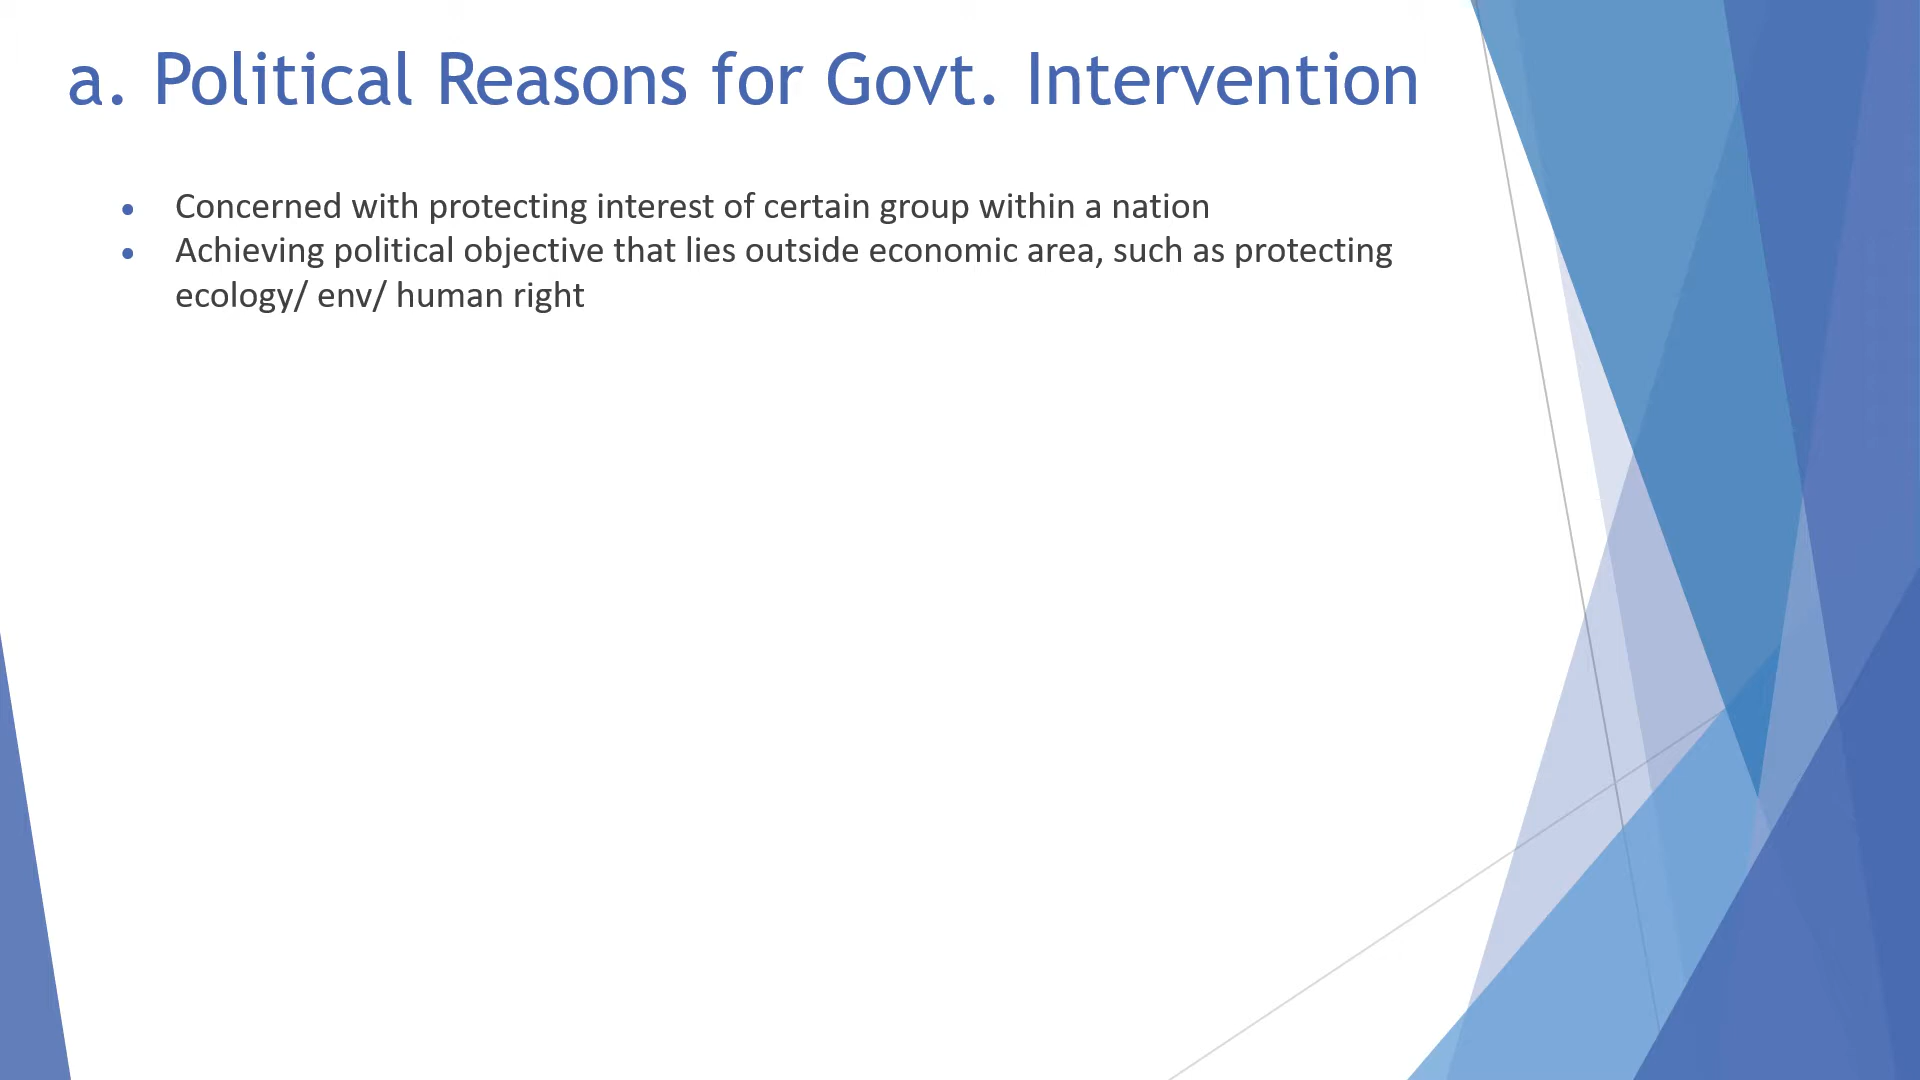 a. Political Reasons for Govt. Intervention
• Concerned with protecting interest of certain group within a nation
• Achieving political objective that lies outside economic area, such as protecting
ecology/ env/ human right